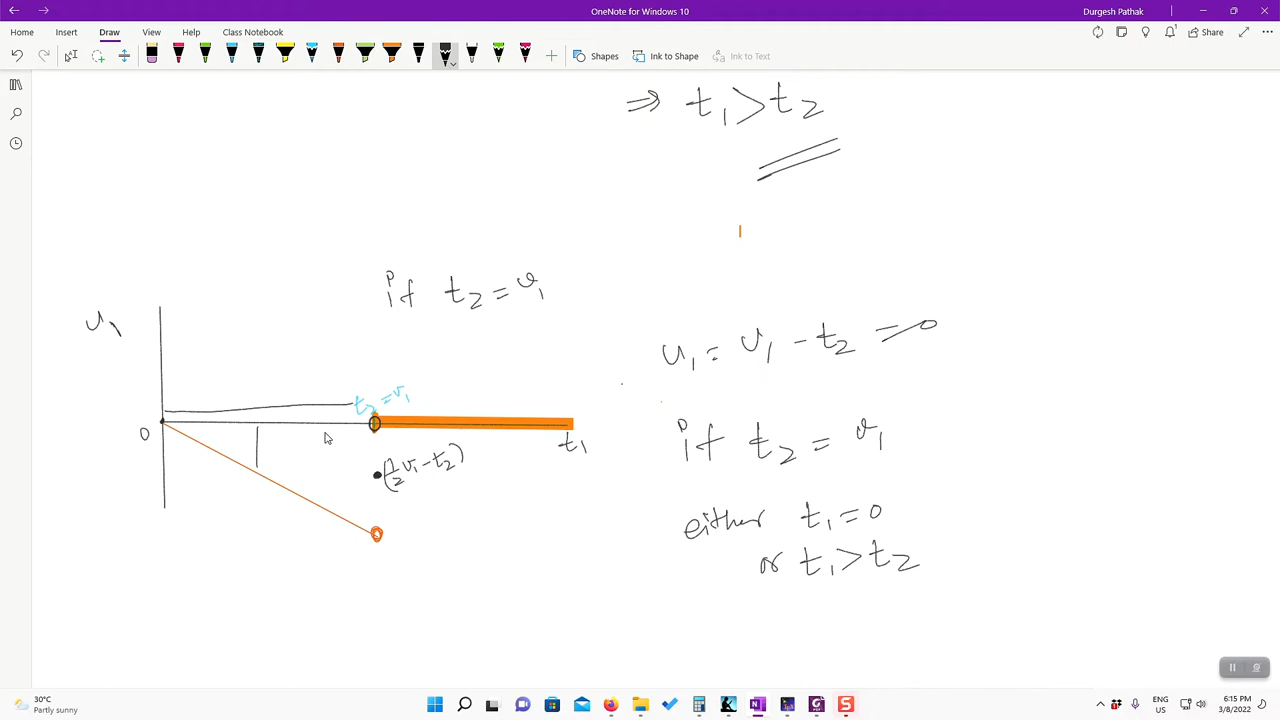 OneNote for Windows 10
Durgesh Pathak
Home Insert Draw View Help Class Notebook
Share
Shapes Ink to Shape Ink to Text
⇒ t₁ > t₂
if t₂ = v₁
u₁
u₁ = v₁ - t₂ = 0
t₂ = v₁
0
t₁
(½v₁ - t₂)
if t₂ = v₁
either t₁ = 0
or t₁ > t₂
30°C
Partly sunny
ENG
US
6:15 PM
3/8/2022